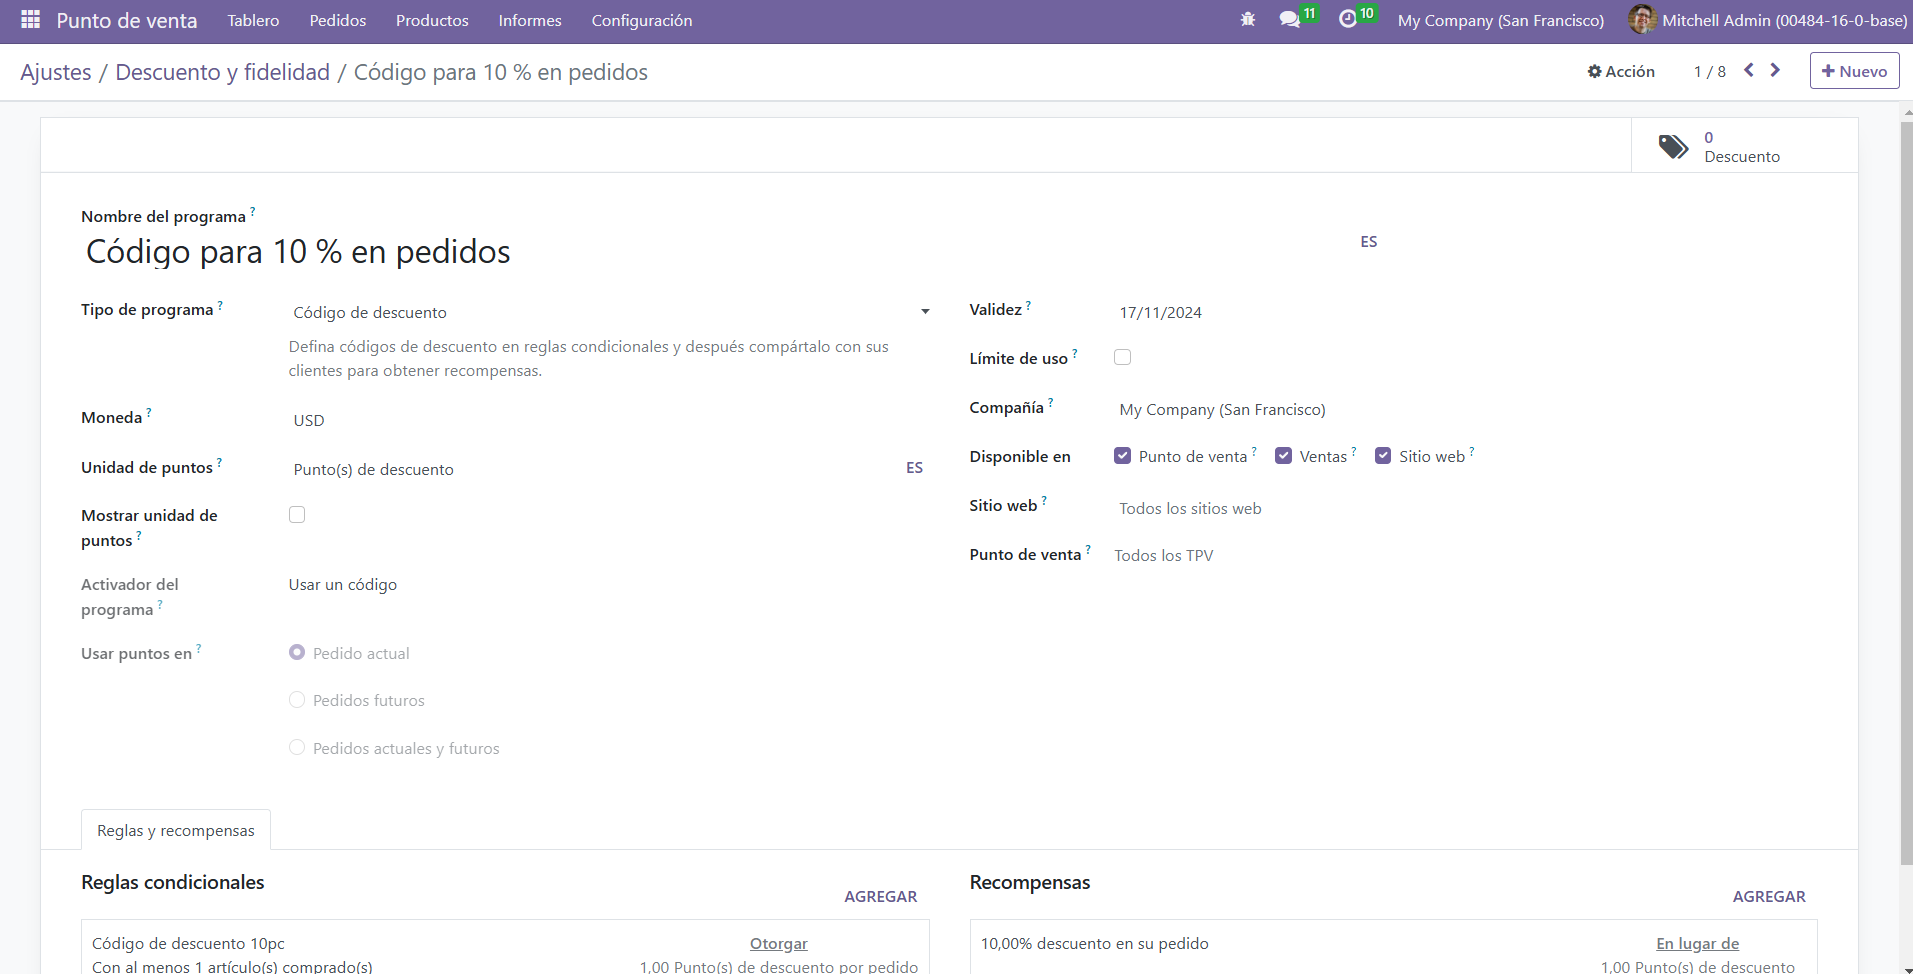 Punto de venta Tablero Pedidos Productos Informes Configuración 11 10 My Company (San Francisco) Mitchell Admin (00484-16-0-base)
Ajustes / Descuento y fidelidad / Código para 10 % en pedidos Acción 1 / 8 Nuevo
0
Descuento
Nombre del programa ?
Código para 10 % en pedidos ES
Tipo de programa ? Código de descuento
Defina códigos de descuento en reglas condicionales y después compártalo con sus
clientes para obtener recompensas.
Moneda ? USD
Unidad de puntos ? Punto(s) de descuento ES
Mostrar unidad de
puntos ?
Activador del
programa ?
Usar un código
Usar puntos en ? Pedido actual
Pedidos futuros
Pedidos actuales y futuros
Validez ? 17/11/2024
Límite de uso ?
Compañía ? My Company (San Francisco)
Disponible en Punto de venta ? Ventas ? Sitio web ?
Sitio web ? Todos los sitios web
Punto de venta ? Todos los TPV
Reglas y recompensas
Reglas condicionales
AGREGAR
Código de descuento 10pc Otorgar
Con al menos 1 artículo(s) comprado(s) 1,00 Punto(s) de descuento por pedido
Recompensas
AGREGAR
10,00% descuento en su pedido En lugar de
1,00 Punto(s) de descuento